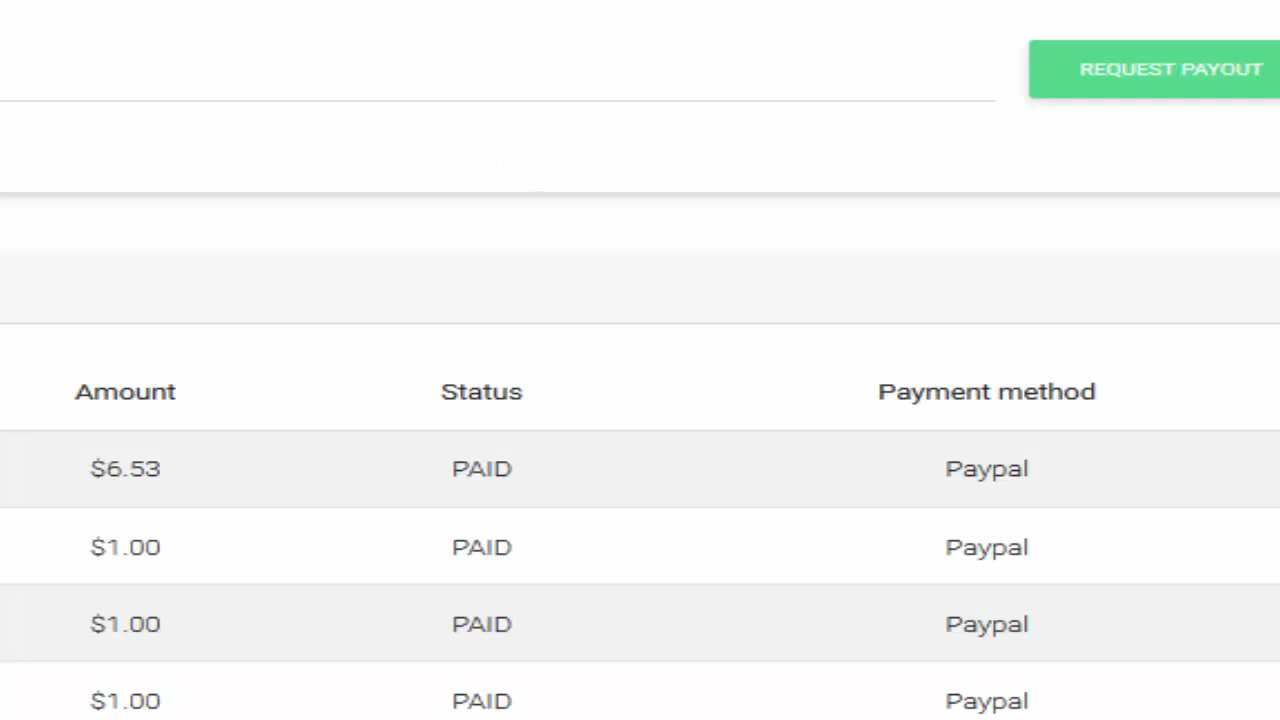 REQUEST PAYOUT
Amount Status Payment method
$6.53 PAID Paypal
$1.00 PAID Paypal
$1.00 PAID Paypal
$1.00 PAID Paypal